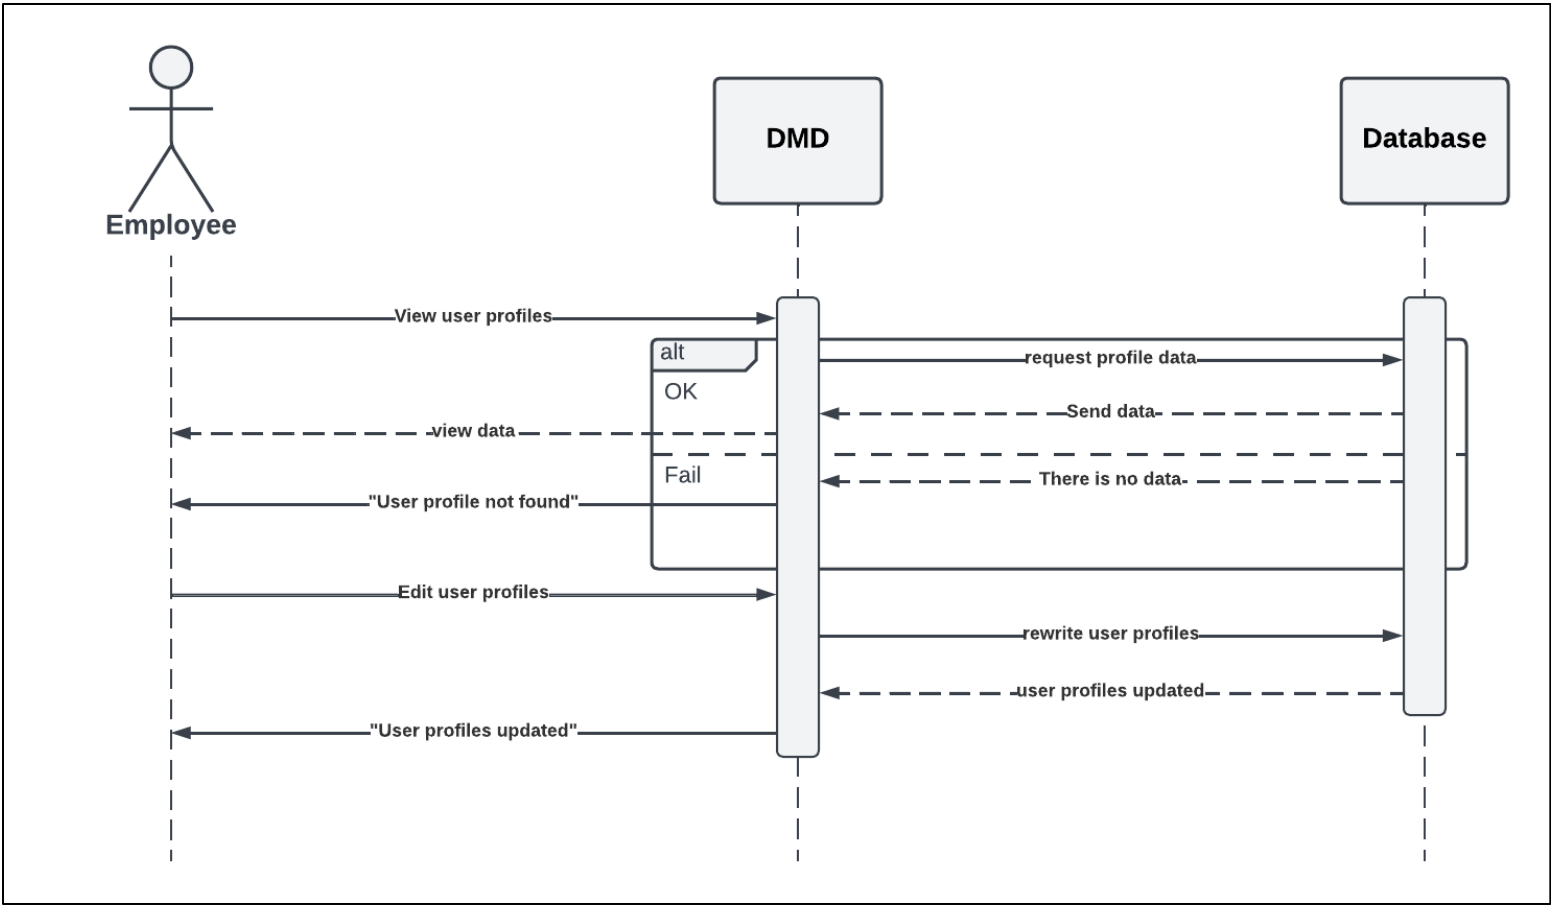 DMD
Database
Employee
View user profiles
alt
request profile data
OK
Send data
view data
Fail
There is no data
"User profile not found"
Edit user profiles
rewrite user profiles
user profiles updated
"User profiles updated"